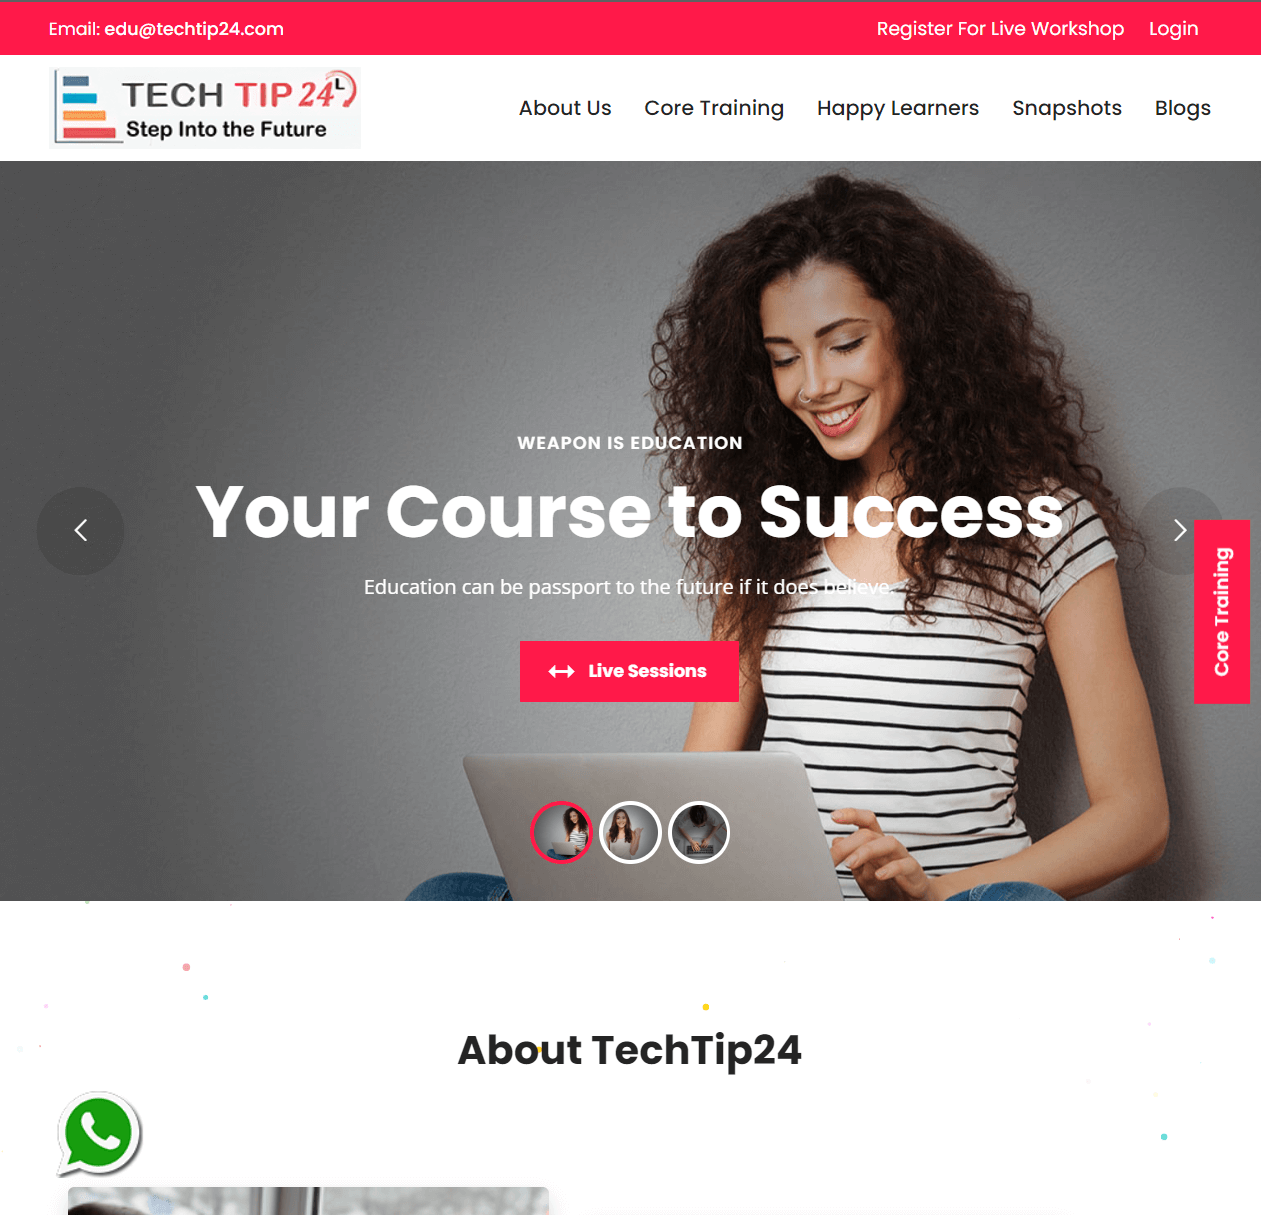 Email: edu@techtip24.com
Register For Live Workshop
Login
TECH TIP 24
Step Into the Future
About Us
Core Training
Happy Learners
Snapshots
Blogs
WEAPON IS EDUCATION
Your Course to Success
Education can be passport to the future if it does believe.
Live Sessions
Core Training
About TechTip24